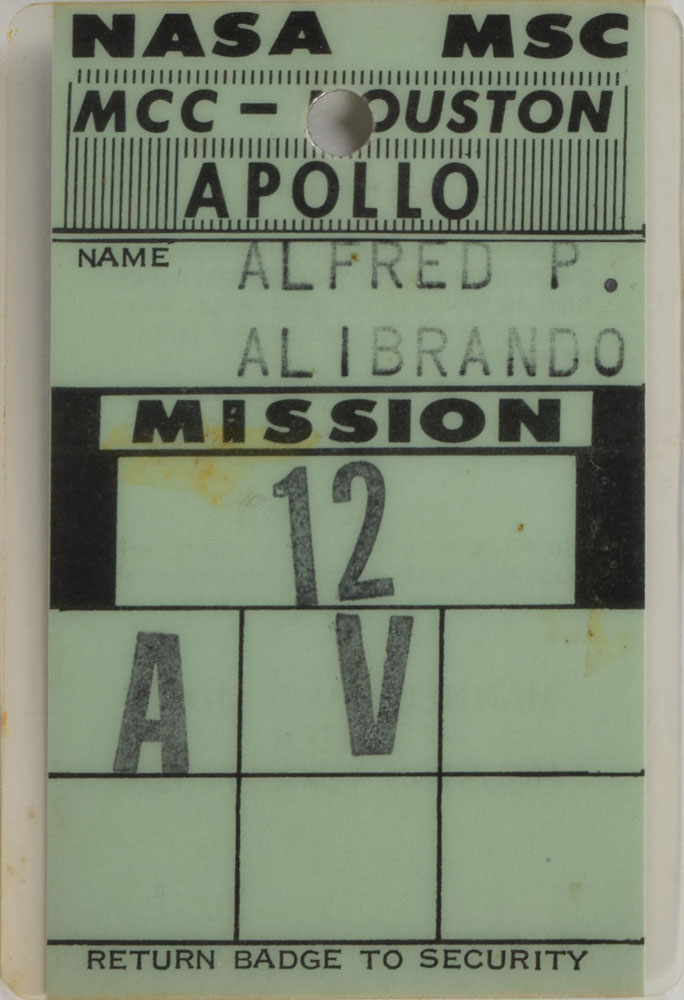 NASA MSC
MCC – HOUSTON
APOLLO
NAME ALFRED P.
ALIBRANDO
MISSION
12
A V
RETURN BADGE TO SECURITY